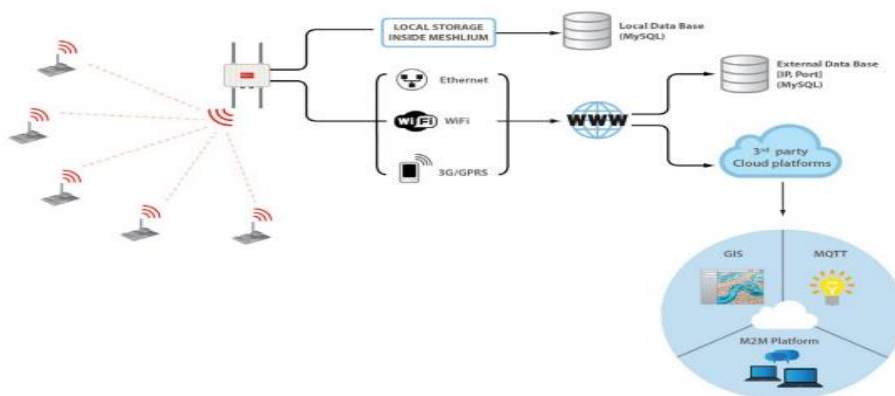 LOCAL STORAGE
INSIDE MESHLIUM
Local Data Base
(MySQL)
Ethernet
WiFi
WiFi
3G/GPRS
WWW
External Data Base
[IP, Port]
(MySQL)
3rd party
Cloud platforms
GIS
MQTT
M2M Platform